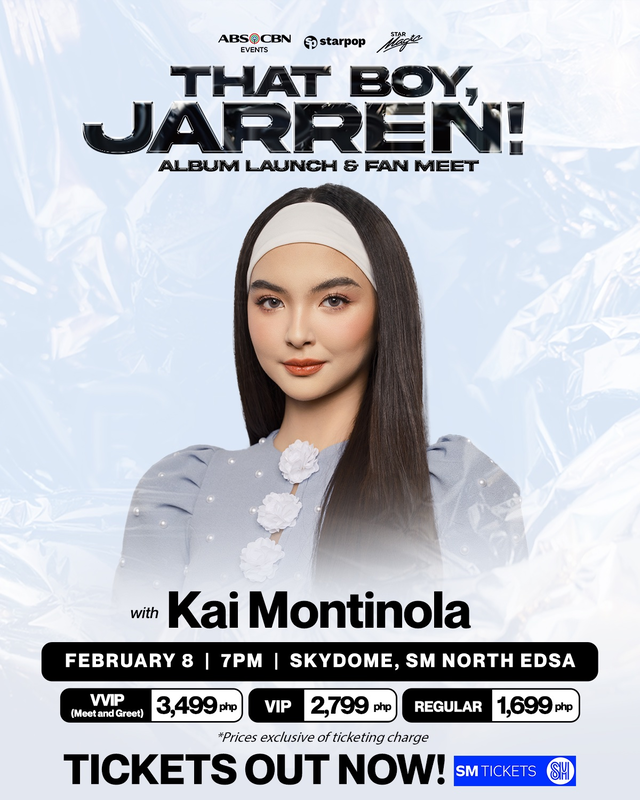 ABS CBN EVENTS
starpop
STAR Magic
THAT BOY,
JARREN!
ALBUM LAUNCH & FAN MEET
with Kai Montinola
FEBRUARY 8 | 7PM | SKYDOME, SM NORTH EDSA
VVIP (Meet and Greet) 3,499 php
VIP 2,799 php
REGULAR 1,699 php
*Prices exclusive of ticketing charge
TICKETS OUT NOW! SM TICKETS SM